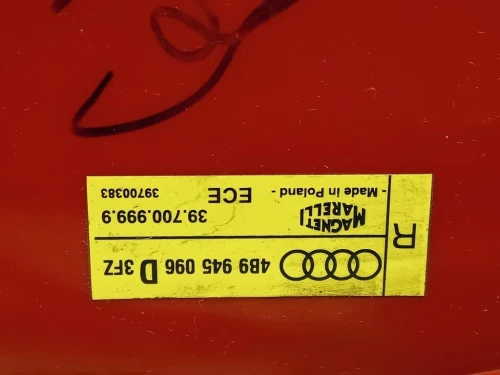 R
4B9 945 096 D 3FZ
MAGNETI MARELLI
39.700.999.9
- Made in Poland -
ECE
39700383